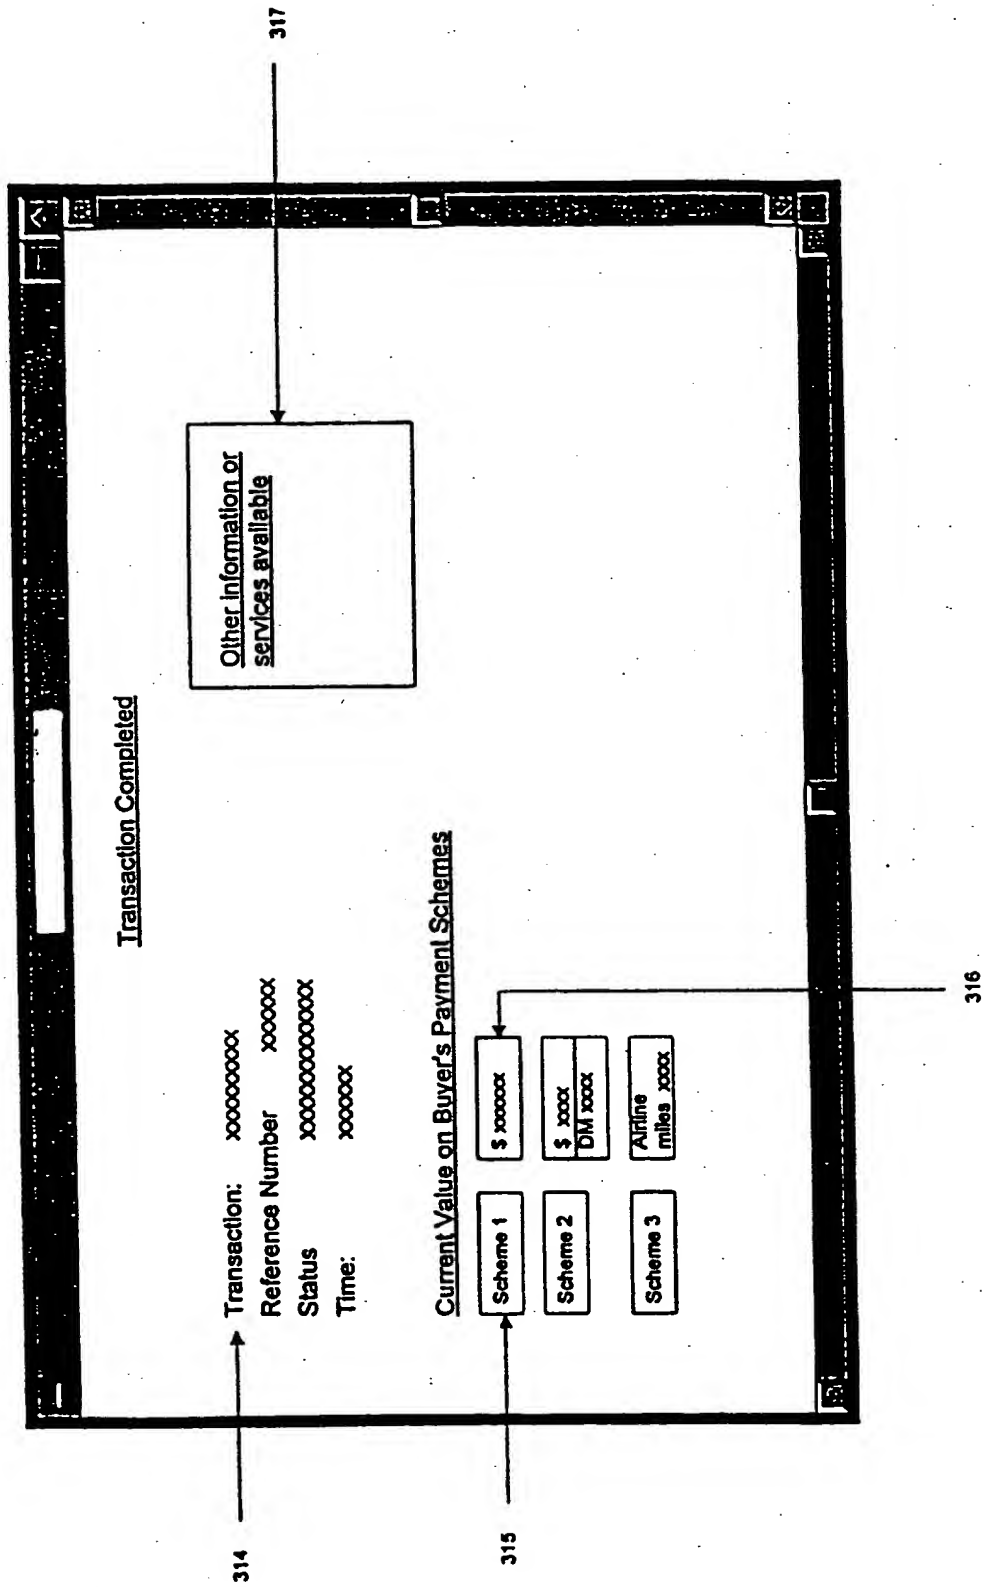 317
Transaction Completed
Other information or
services available
314
Transaction: xxxxxxxxx
Reference Number xxxxxx
Status xxxxxxxxxxxx
Time: xxxxxx
Current Value on Buyer's Payment Schemes
315
Scheme 1 $ xxxxxx
Scheme 2 $ xxxx
DM xxxx
Scheme 3 Airline
miles xxxx
316